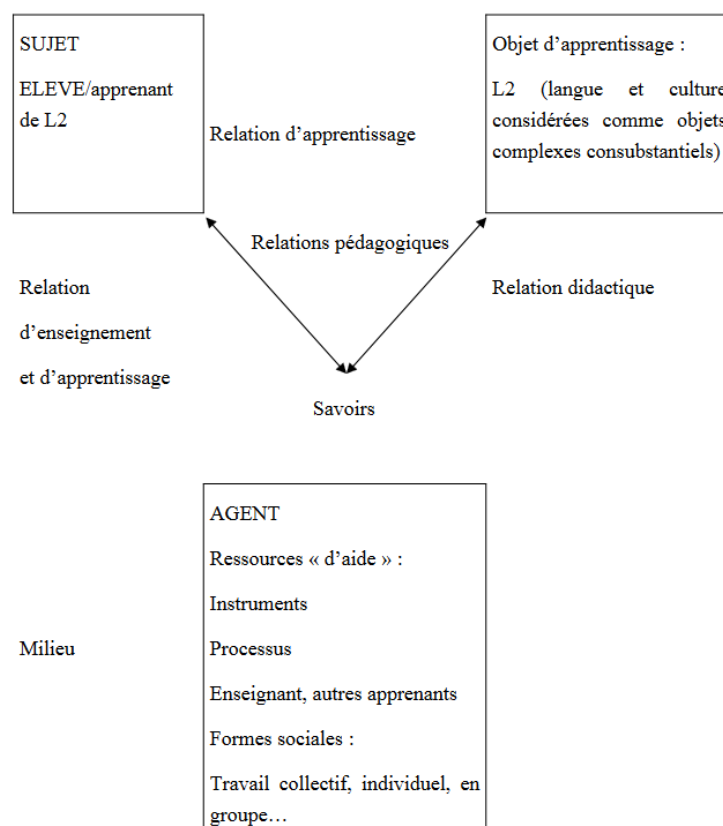 SUJET
ELEVE/apprenant
de L2
Relation d’apprentissage
Objet d’apprentissage :
L2 (langue et culture
considérées comme objets
complexes consubstantiels)
Relations pédagogiques
Relation
d’enseignement
et d’apprentissage
Relation didactique
Savoirs
Milieu
AGENT
Ressources « d’aide » :
Instruments
Processus
Enseignant, autres apprenants
Formes sociales :
Travail collectif, individuel, en
groupe…